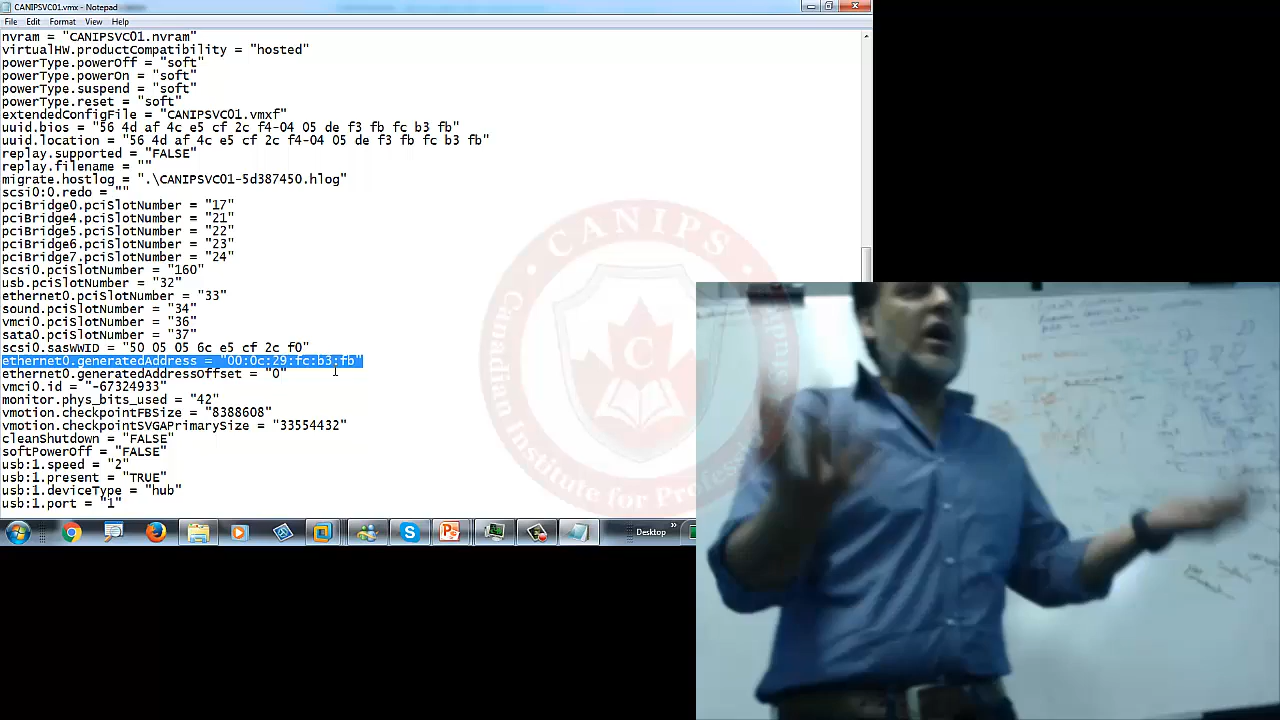 CANIPSVC01.vmx - Notepad
File Edit Format View Help
nvram = "CANIPSVC01.nvram"
virtualHW.productCompatibility = "hosted"
powerType.powerOff = "soft"
powerType.powerOn = "soft"
powerType.suspend = "soft"
powerType.reset = "soft"
extendedConfigFile = "CANIPSVC01.vmxf"
uuid.bios = "56 4d af 4c e5 cf 2c f4-04 05 de f3 fb fc b3 fb"
uuid.location = "56 4d af 4c e5 cf 2c f4-04 05 de f3 fb fc b3 fb"
replay.supported = "FALSE"
replay.filename = ""
migrate.hostlog = ".\CANIPSVC01-5d387450.hlog"
scsi0:0.redo = ""
pciBridge0.pciSlotNumber = "17"
pciBridge4.pciSlotNumber = "21"
pciBridge5.pciSlotNumber = "22"
pciBridge6.pciSlotNumber = "23"
pciBridge7.pciSlotNumber = "24"
scsi0.pciSlotNumber = "160"
usb.pciSlotNumber = "32"
ethernet0.pciSlotNumber = "33"
sound.pciSlotNumber = "34"
vmci0.pciSlotNumber = "36"
sata0.pciSlotNumber = "37"
scsi0.sasWWID = "50 05 05 6c e5 cf 2c f0"
ethernet0.generatedAddress = "00:0c:29:fc:b3:fb"
ethernet0.generatedAddressOffset = "0"
vmci0.id = "-67324933"
monitor.phys_bits_used = "42"
vmotion.checkpointFBSize = "8388608"
vmotion.checkpointSVGAPrimarySize = "33554432"
cleanShutdown = "FALSE"
softPowerOff = "FALSE"
usb:1.speed = "2"
usb:1.present = "TRUE"
usb:1.deviceType = "hub"
usb:1.port = "1"
Desktop
CANIPS
Canadian Institute for Profess
C